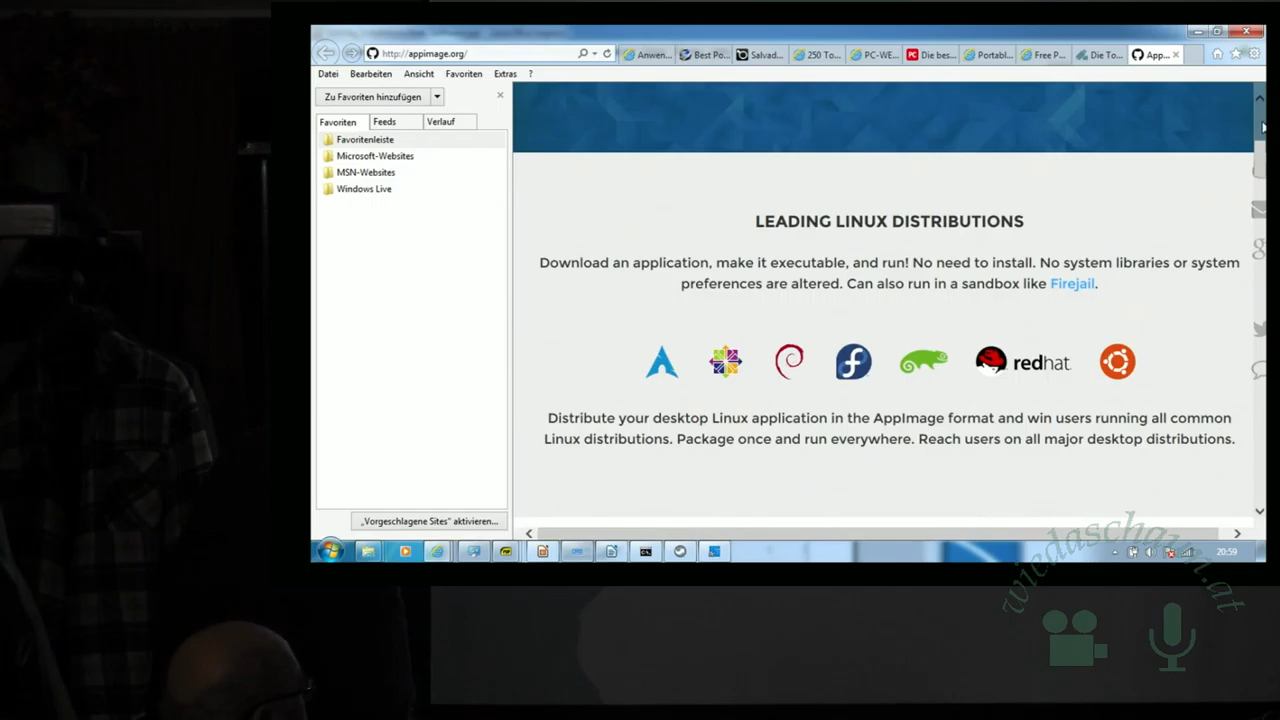 http://appimage.org/
Anwen...
Best Po...
Salvad...
250 To...
PC-WE...
Die bes...
Portabl...
Free P...
Die To...
App...
Datei Bearbeiten Ansicht Favoriten Extras ?
Zu Favoriten hinzufügen
Favoriten Feeds Verlauf
Favoritenleiste
Microsoft-Websites
MSN-Websites
Windows Live
„Vorgeschlagene Sites“ aktivieren...
LEADING LINUX DISTRIBUTIONS
Download an application, make it executable, and run! No need to install. No system libraries or system
preferences are altered. Can also run in a sandbox like Firejail.
redhat.
Distribute your desktop Linux application in the AppImage format and win users running all common
Linux distributions. Package once and run everywhere. Reach users on all major desktop distributions.
20:59
wiedaschaun.at